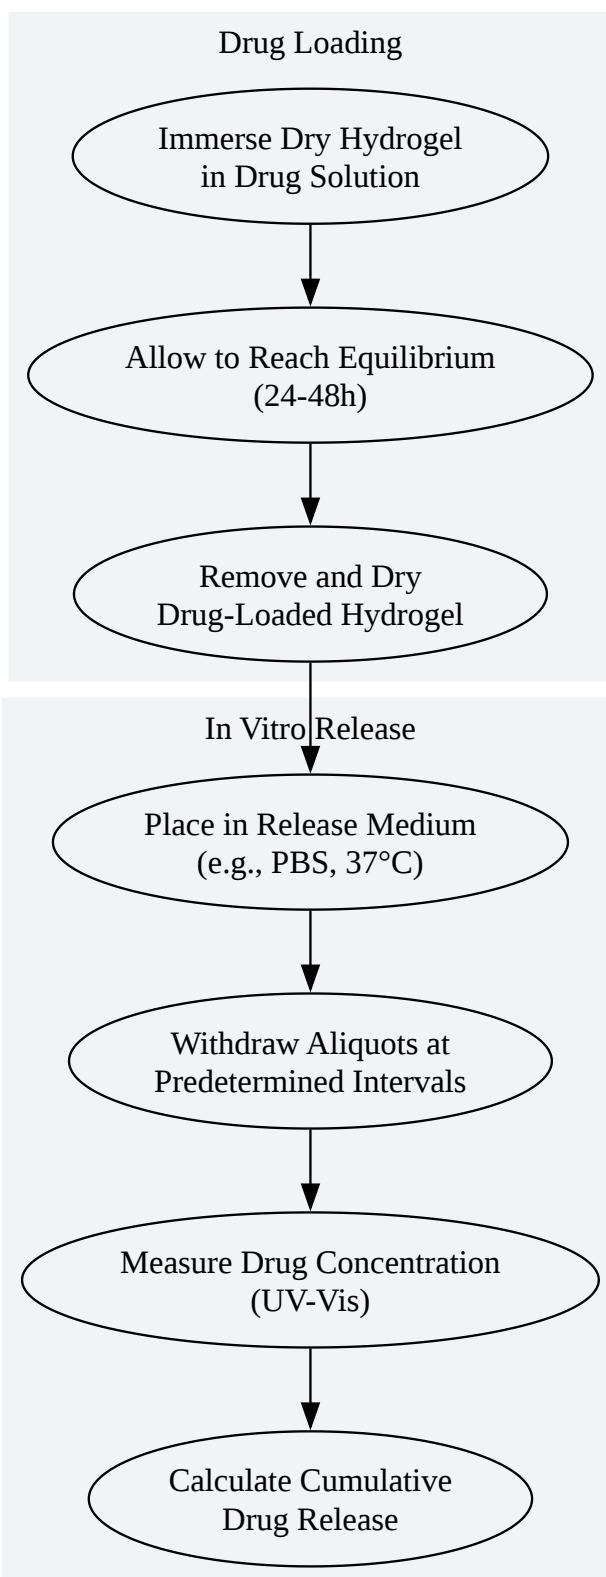 Drug Loading
Immerse Dry Hydrogel
in Drug Solution
Allow to Reach Equilibrium
(24-48h)
Remove and Dry
Drug-Loaded Hydrogel
In Vitro Release
Place in Release Medium
(e.g., PBS, 37°C)
Withdraw Aliquots at
Predetermined Intervals
Measure Drug Concentration
(UV-Vis)
Calculate Cumulative
Drug Release